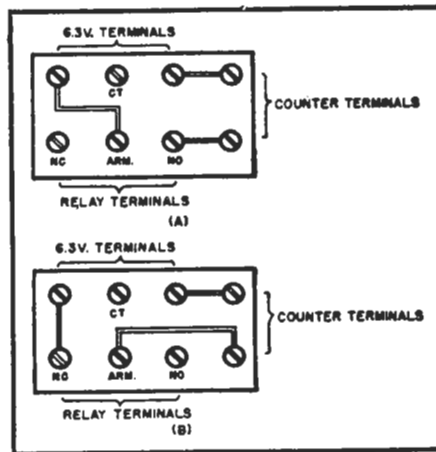 6.3V. TERMINALS
CT
COUNTER TERMINALS
NC ARM. NO
RELAY TERMINALS
(A)
6.3V. TERMINALS
CT
COUNTER TERMINALS
NC ARM. NO
RELAY TERMINALS
(B)